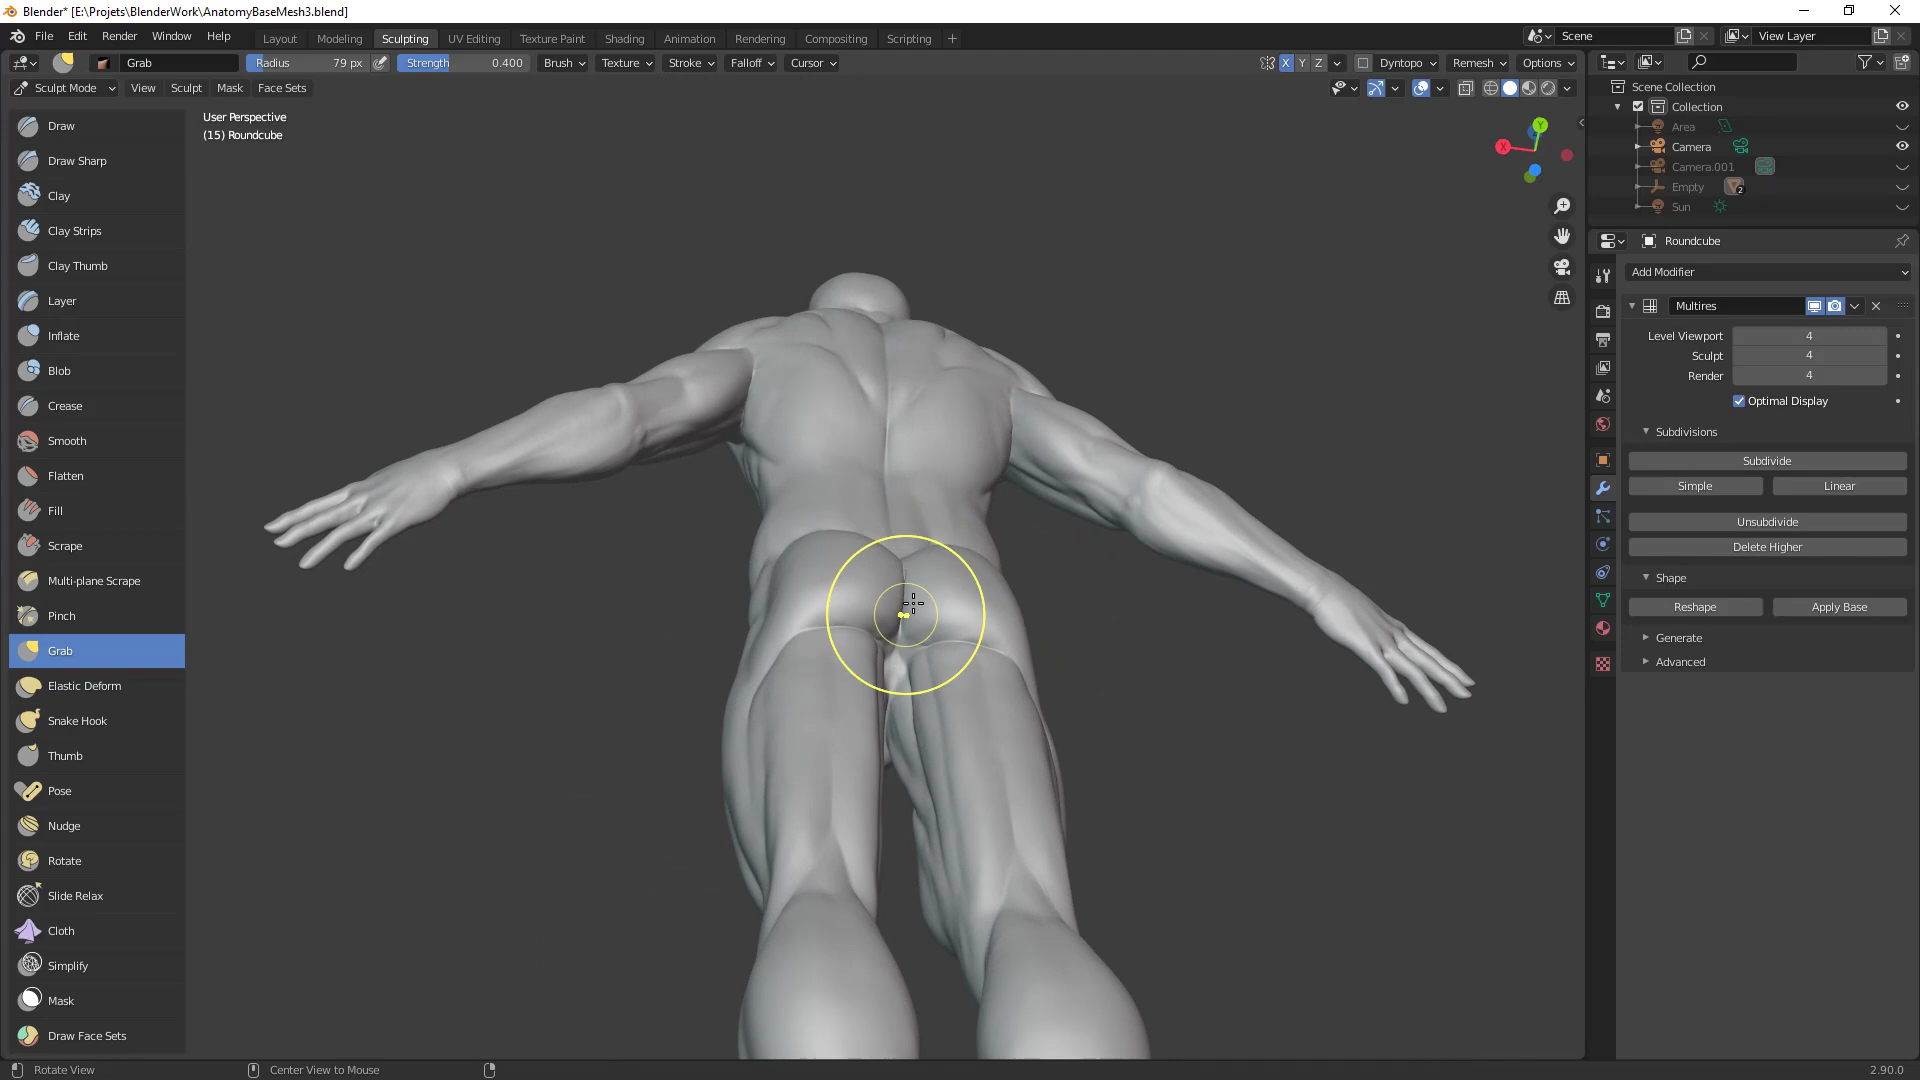 Blender* [E:\Projets\BlenderWork\AnatomyBaseMesh3.blend]
File Edit Render Window Help Layout Modeling Sculpting UV Editing Texture Paint Shading Animation Rendering Compositing Scripting + Scene View Layer
Grab Radius 79 px Strength 0.400 Brush Texture Stroke Falloff Cursor X Y Z Dyntopo Remesh Options
Sculpt Mode View Sculpt Mask Face Sets
User Perspective
(15) Roundcube
Draw
Draw Sharp
Clay
Clay Strips
Clay Thumb
Layer
Inflate
Blob
Crease
Smooth
Flatten
Fill
Scrape
Multi-plane Scrape
Pinch
Grab
Elastic Deform
Snake Hook
Thumb
Pose
Nudge
Rotate
Slide Relax
Cloth
Simplify
Mask
Draw Face Sets
Y
X
Scene Collection
Collection
Area
Camera
Camera.001
Empty 2
Sun
Roundcube
Add Modifier
Multires
Level Viewport 4
Sculpt 4
Render 4
Optimal Display
Subdivisions
Subdivide
Simple Linear
Unsubdivide
Delete Higher
Shape
Reshape Apply Base
Generate
Advanced
Rotate View Center View to Mouse 2.90.0